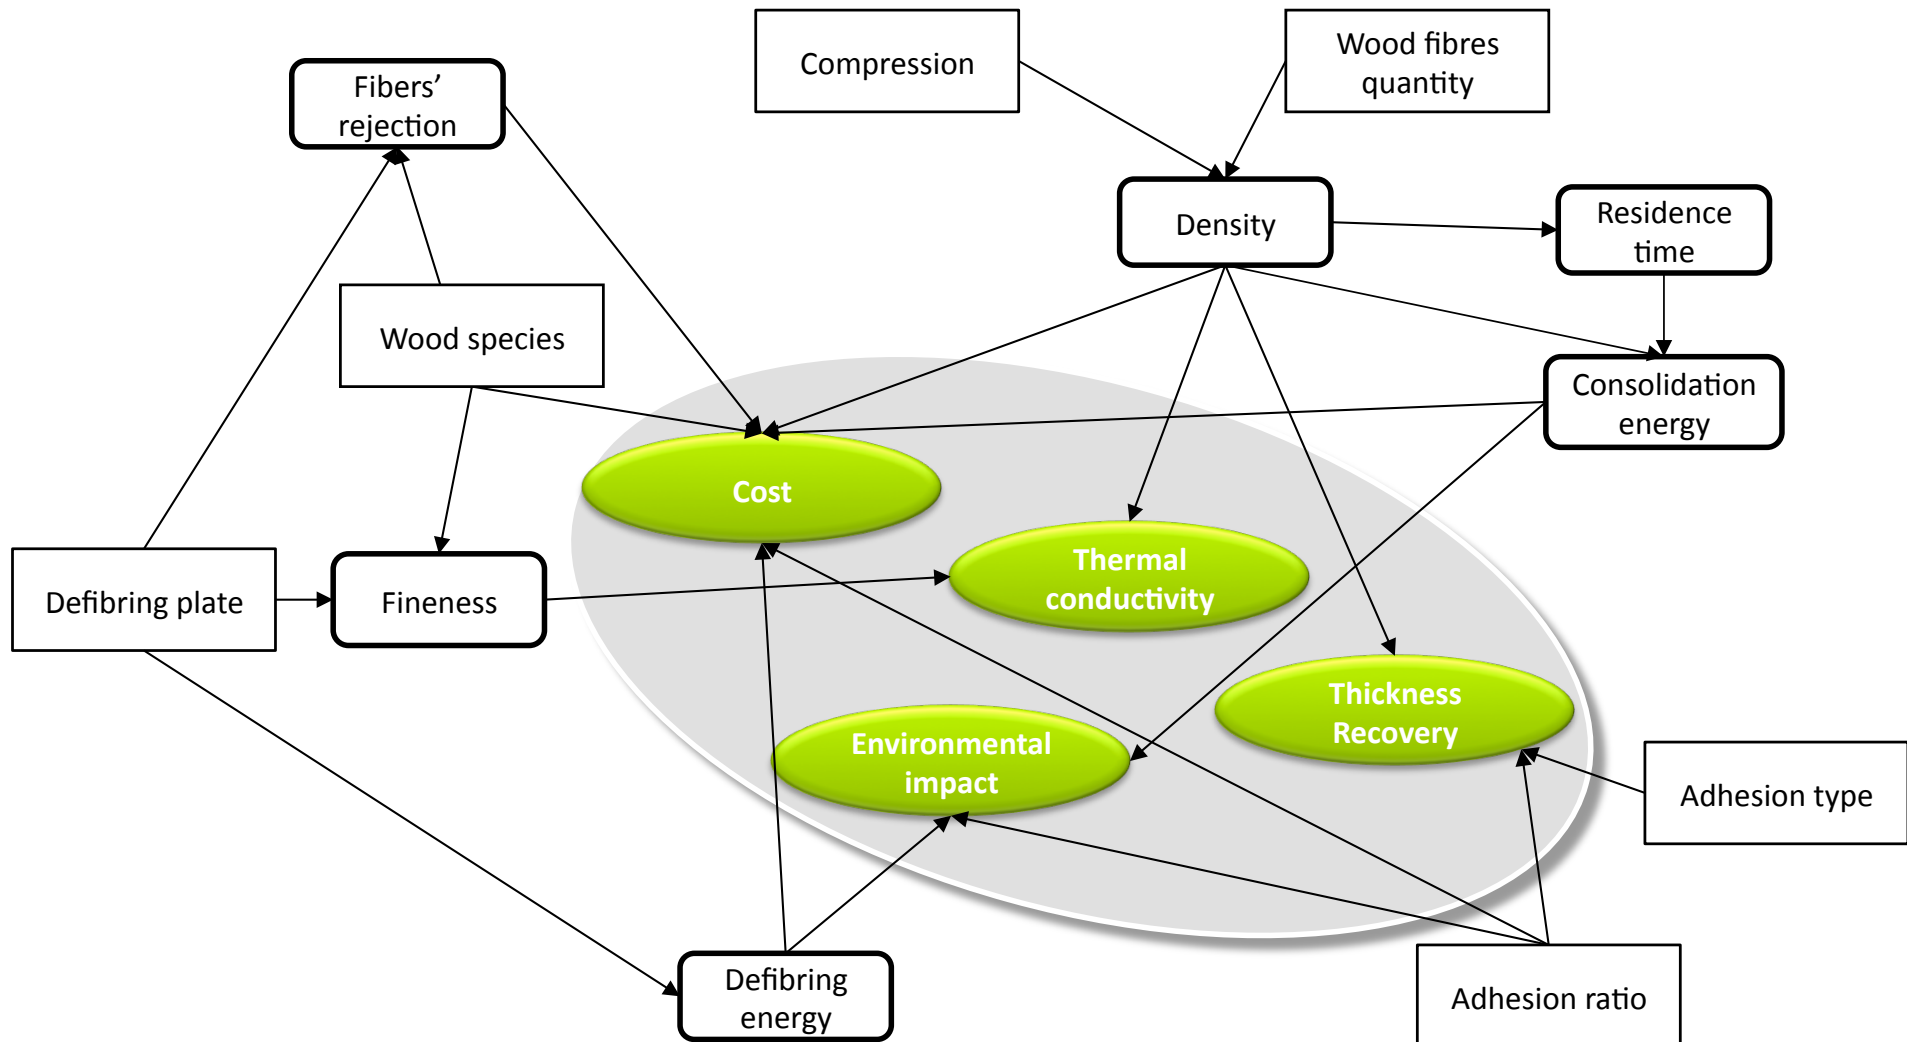 Compression
Wood fibres
quantity
Fibers’
rejection
Density
Residence
time
Wood species
Consolidation
energy
Cost
Thermal
conductivity
Defibring plate
Fineness
Thickness
Recovery
Environmental
impact
Adhesion type
Defibring
energy
Adhesion ratio